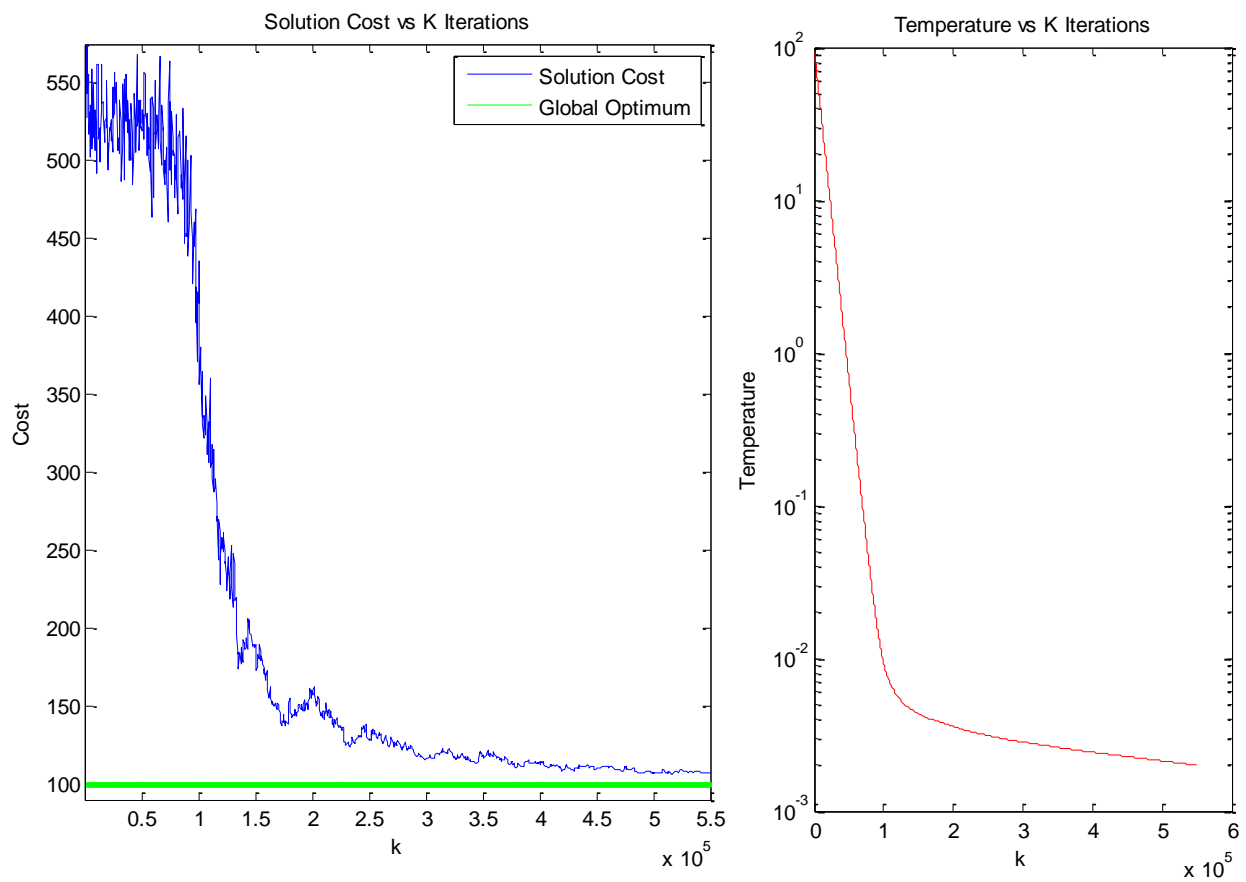 Solution Cost vs K Iterations
Solution Cost
Global Optimum
550
500
450
400
350
300
250
200
150
100
Cost
0.5 1 1.5 2 2.5 3 3.5 4 4.5 5 5.5
k
x 10^5
Temperature vs K Iterations
10^2
10^1
10^0
10^-1
10^-2
10^-3
Temperature
0 1 2 3 4 5 6
k
x 10^5